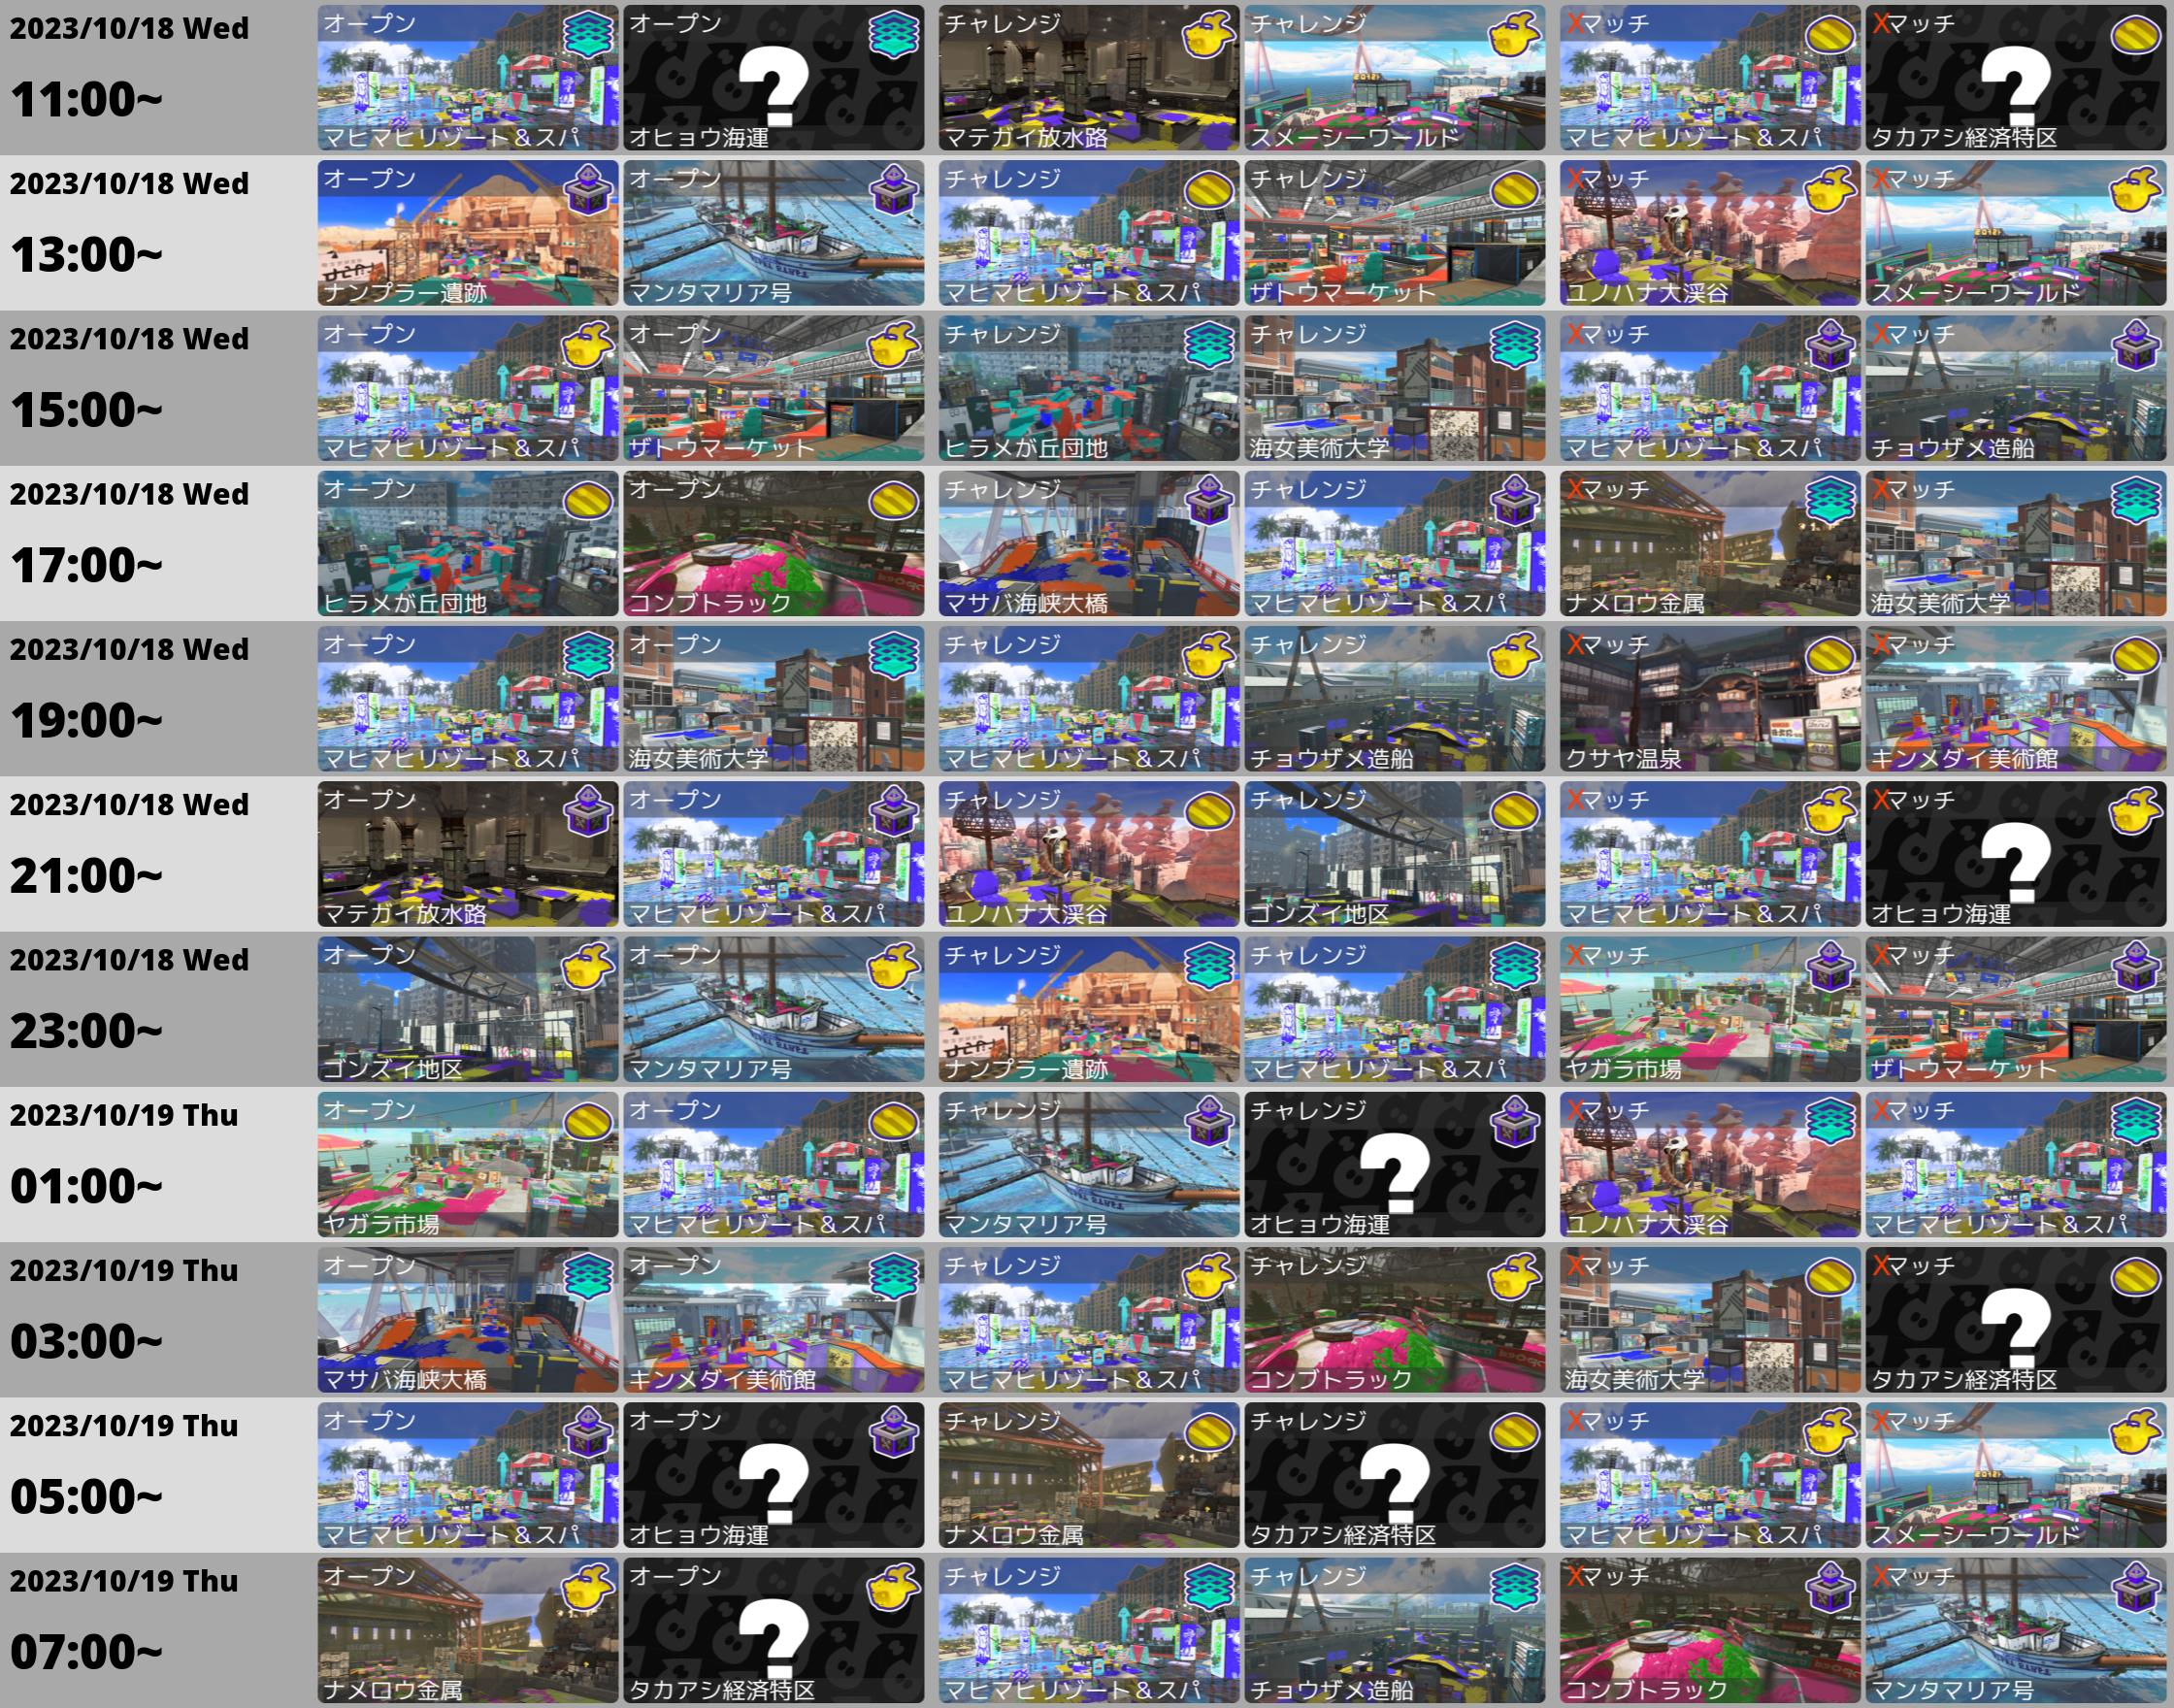 2023/10/18 Wed
11:00~
オープン
マヒマヒリゾート＆スパ
オープン
オヒョウ海運
チャレンジ
マテガイ放水路
チャレンジ
スメーシーワールド
Xマッチ
マヒマヒリゾート＆スパ
Xマッチ
タカアシ経済特区
2023/10/18 Wed
13:00~
オープン
ナンプラー遺跡
オープン
マンタマリア号
チャレンジ
マヒマヒリゾート＆スパ
チャレンジ
ザトウマーケット
Xマッチ
ユノハナ大渓谷
Xマッチ
スメーシーワールド
2023/10/18 Wed
15:00~
オープン
マヒマヒリゾート＆スパ
オープン
ザトウマーケット
チャレンジ
ヒラメが丘団地
チャレンジ
海女美術大学
Xマッチ
マヒマヒリゾート＆スパ
Xマッチ
チョウザメ造船
2023/10/18 Wed
17:00~
オープン
ヒラメが丘団地
オープン
コンブトラック
チャレンジ
マサバ海峡大橋
チャレンジ
マヒマヒリゾート＆スパ
Xマッチ
ナメロウ金属
Xマッチ
海女美術大学
2023/10/18 Wed
19:00~
オープン
マヒマヒリゾート＆スパ
オープン
海女美術大学
チャレンジ
マヒマヒリゾート＆スパ
チャレンジ
チョウザメ造船
Xマッチ
クサヤ温泉
Xマッチ
キンメダイ美術館
2023/10/18 Wed
21:00~
オープン
マテガイ放水路
オープン
マヒマヒリゾート＆スパ
チャレンジ
ユノハナ大渓谷
チャレンジ
ゴンズイ地区
Xマッチ
マヒマヒリゾート＆スパ
Xマッチ
オヒョウ海運
2023/10/18 Wed
23:00~
オープン
ゴンズイ地区
オープン
マンタマリア号
チャレンジ
ナンプラー遺跡
チャレンジ
マヒマヒリゾート＆スパ
Xマッチ
ヤガラ市場
Xマッチ
ザトウマーケット
2023/10/19 Thu
01:00~
オープン
ヤガラ市場
オープン
マヒマヒリゾート＆スパ
チャレンジ
マンタマリア号
チャレンジ
オヒョウ海運
Xマッチ
ユノハナ大渓谷
Xマッチ
マヒマヒリゾート＆スパ
2023/10/19 Thu
03:00~
オープン
マサバ海峡大橋
オープン
キンメダイ美術館
チャレンジ
マヒマヒリゾート＆スパ
チャレンジ
コンブトラック
Xマッチ
海女美術大学
Xマッチ
タカアシ経済特区
2023/10/19 Thu
05:00~
オープン
マヒマヒリゾート＆スパ
オープン
オヒョウ海運
チャレンジ
ナメロウ金属
チャレンジ
タカアシ経済特区
Xマッチ
マヒマヒリゾート＆スパ
Xマッチ
スメーシーワールド
2023/10/19 Thu
07:00~
オープン
ナメロウ金属
オープン
タカアシ経済特区
チャレンジ
マヒマヒリゾート＆スパ
チャレンジ
チョウザメ造船
Xマッチ
コンブトラック
Xマッチ
マンタマリア号